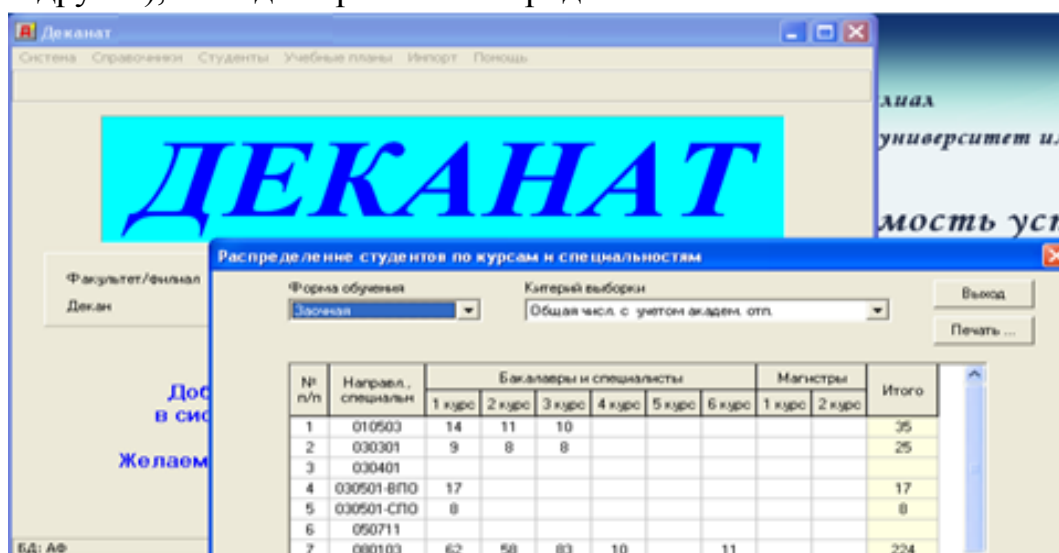 Деканат
Система Справочники Студенты Учебные планы Импорт Помощь
лиах
университет и
ДЕКАНАТ
мость усп
Распределение студентов по курсам и специальностям
Факультет/филиал
Декан
Форма обучения Китерий выборки
Заочная Общая числ. с учетом академ. отп.
Выход
Печать ...
Доб
в сис
Желаем
№ п/п Направл., специальн Бакалавры и специалисты Магистры Итого
1 курс 2 курс 3 курс 4 курс 5 курс 6 курс 1 курс 2 курс
1 010503 14 11 10 35
2 030301 9 8 8 25
3 030401
4 030501-ВПО 17 17
5 030501-СПО 8 8
6 050711
7 080103 62 58 83 10 11 224
БД: АФ